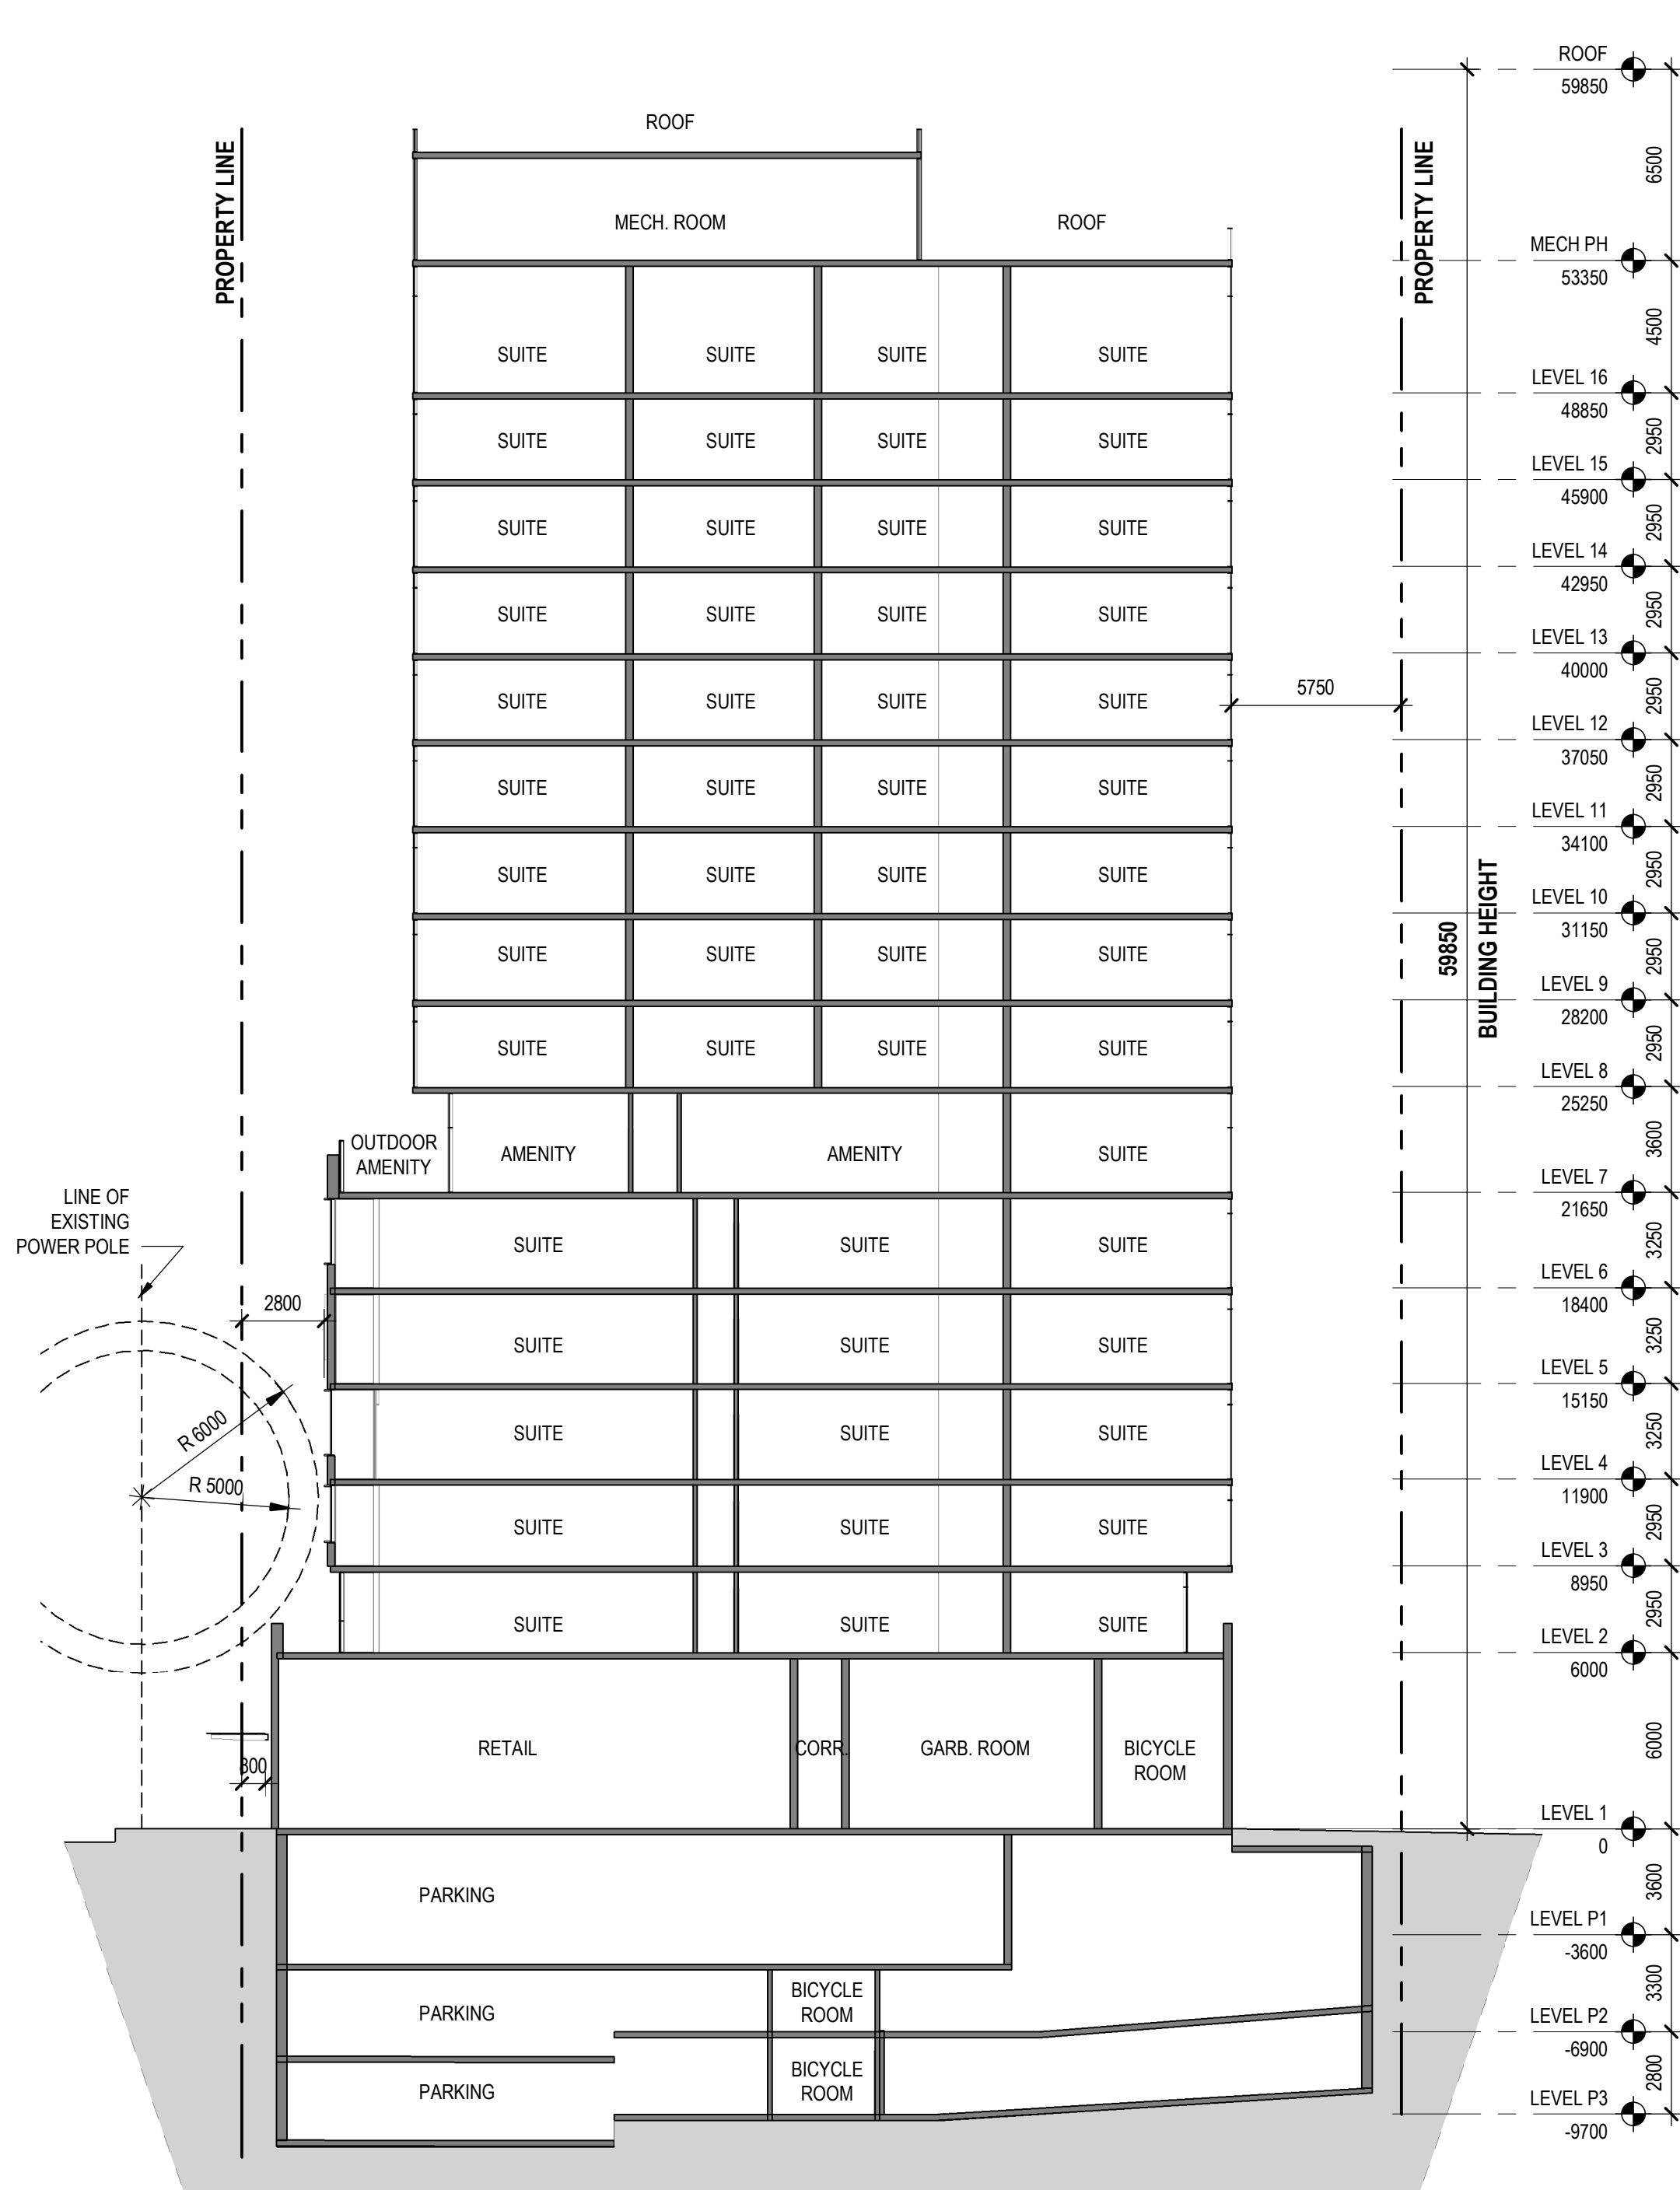 ROOF
59850
ROOF
PROPERTY LINE
PROPERTY LINE
6500
MECH. ROOM
ROOF
MECH PH
53350
4500
SUITE SUITE SUITE SUITE
LEVEL 16
48850
2950
SUITE SUITE SUITE SUITE
LEVEL 15
45900
2950
SUITE SUITE SUITE SUITE
LEVEL 14
42950
2950
SUITE SUITE SUITE SUITE
LEVEL 13
40000
2950
SUITE SUITE SUITE SUITE
5750
LEVEL 12
37050
2950
SUITE SUITE SUITE SUITE
LEVEL 11
34100
2950
SUITE SUITE SUITE SUITE
LEVEL 10
31150
2950
59850
BUILDING HEIGHT
SUITE SUITE SUITE SUITE
LEVEL 9
28200
2950
SUITE SUITE SUITE SUITE
LEVEL 8
25250
3600
OUTDOOR
AMENITY
AMENITY AMENITY SUITE
LEVEL 7
21650
3250
LINE OF
EXISTING
POWER POLE
SUITE SUITE SUITE
LEVEL 6
18400
3250
2800
SUITE SUITE SUITE
LEVEL 5
15150
3250
R 6000
SUITE SUITE SUITE
LEVEL 4
11900
2950
R 5000
SUITE SUITE SUITE
LEVEL 3
8950
2950
SUITE SUITE SUITE
LEVEL 2
6000
6000
RETAIL CORR. GARB. ROOM
BICYCLE
ROOM
800
LEVEL 1
0
3600
PARKING
LEVEL P1
-3600
3300
PARKING
BICYCLE
ROOM
LEVEL P2
-6900
2800
PARKING
BICYCLE
ROOM
LEVEL P3
-9700